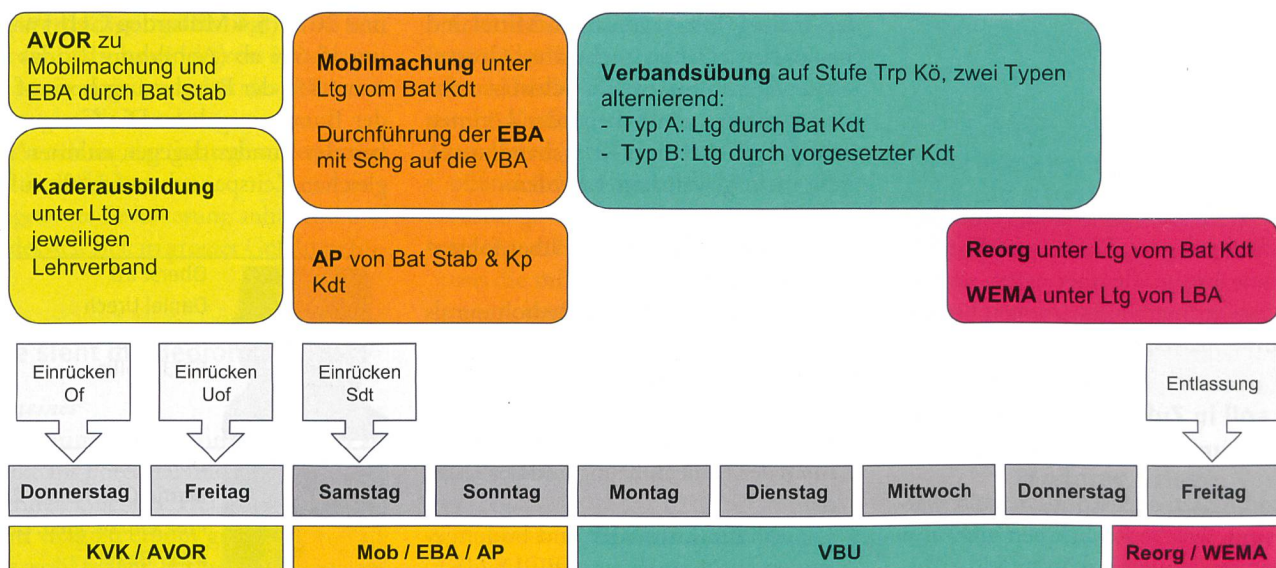 AVOR zu
Mobilmachung und
EBA durch Bat Stab
Kaderausbildung
unter Ltg vom
jeweiligen
Lehrverband
Mobilmachung unter
Ltg vom Bat Kdt
Durchführung der EBA
mit Schg auf die VBA
AP von Bat Stab & Kp
Kdt
Verbandsübung auf Stufe Trp Kö, zwei Typen
alternierend:
- Typ A: Ltg durch Bat Kdt
- Typ B: Ltg durch vorgesetzter Kdt
Reorg unter Ltg vom Bat Kdt
WEMA unter Ltg von LBA
Einrücken
Of
Einrücken
Uof
Einrücken
Sdt
Entlassung
Donnerstag
Freitag
Samstag
Sonntag
Montag
Dienstag
Mittwoch
Donnerstag
Freitag
KVK / AVOR
Mob / EBA / AP
VBU
Reorg / WEMA